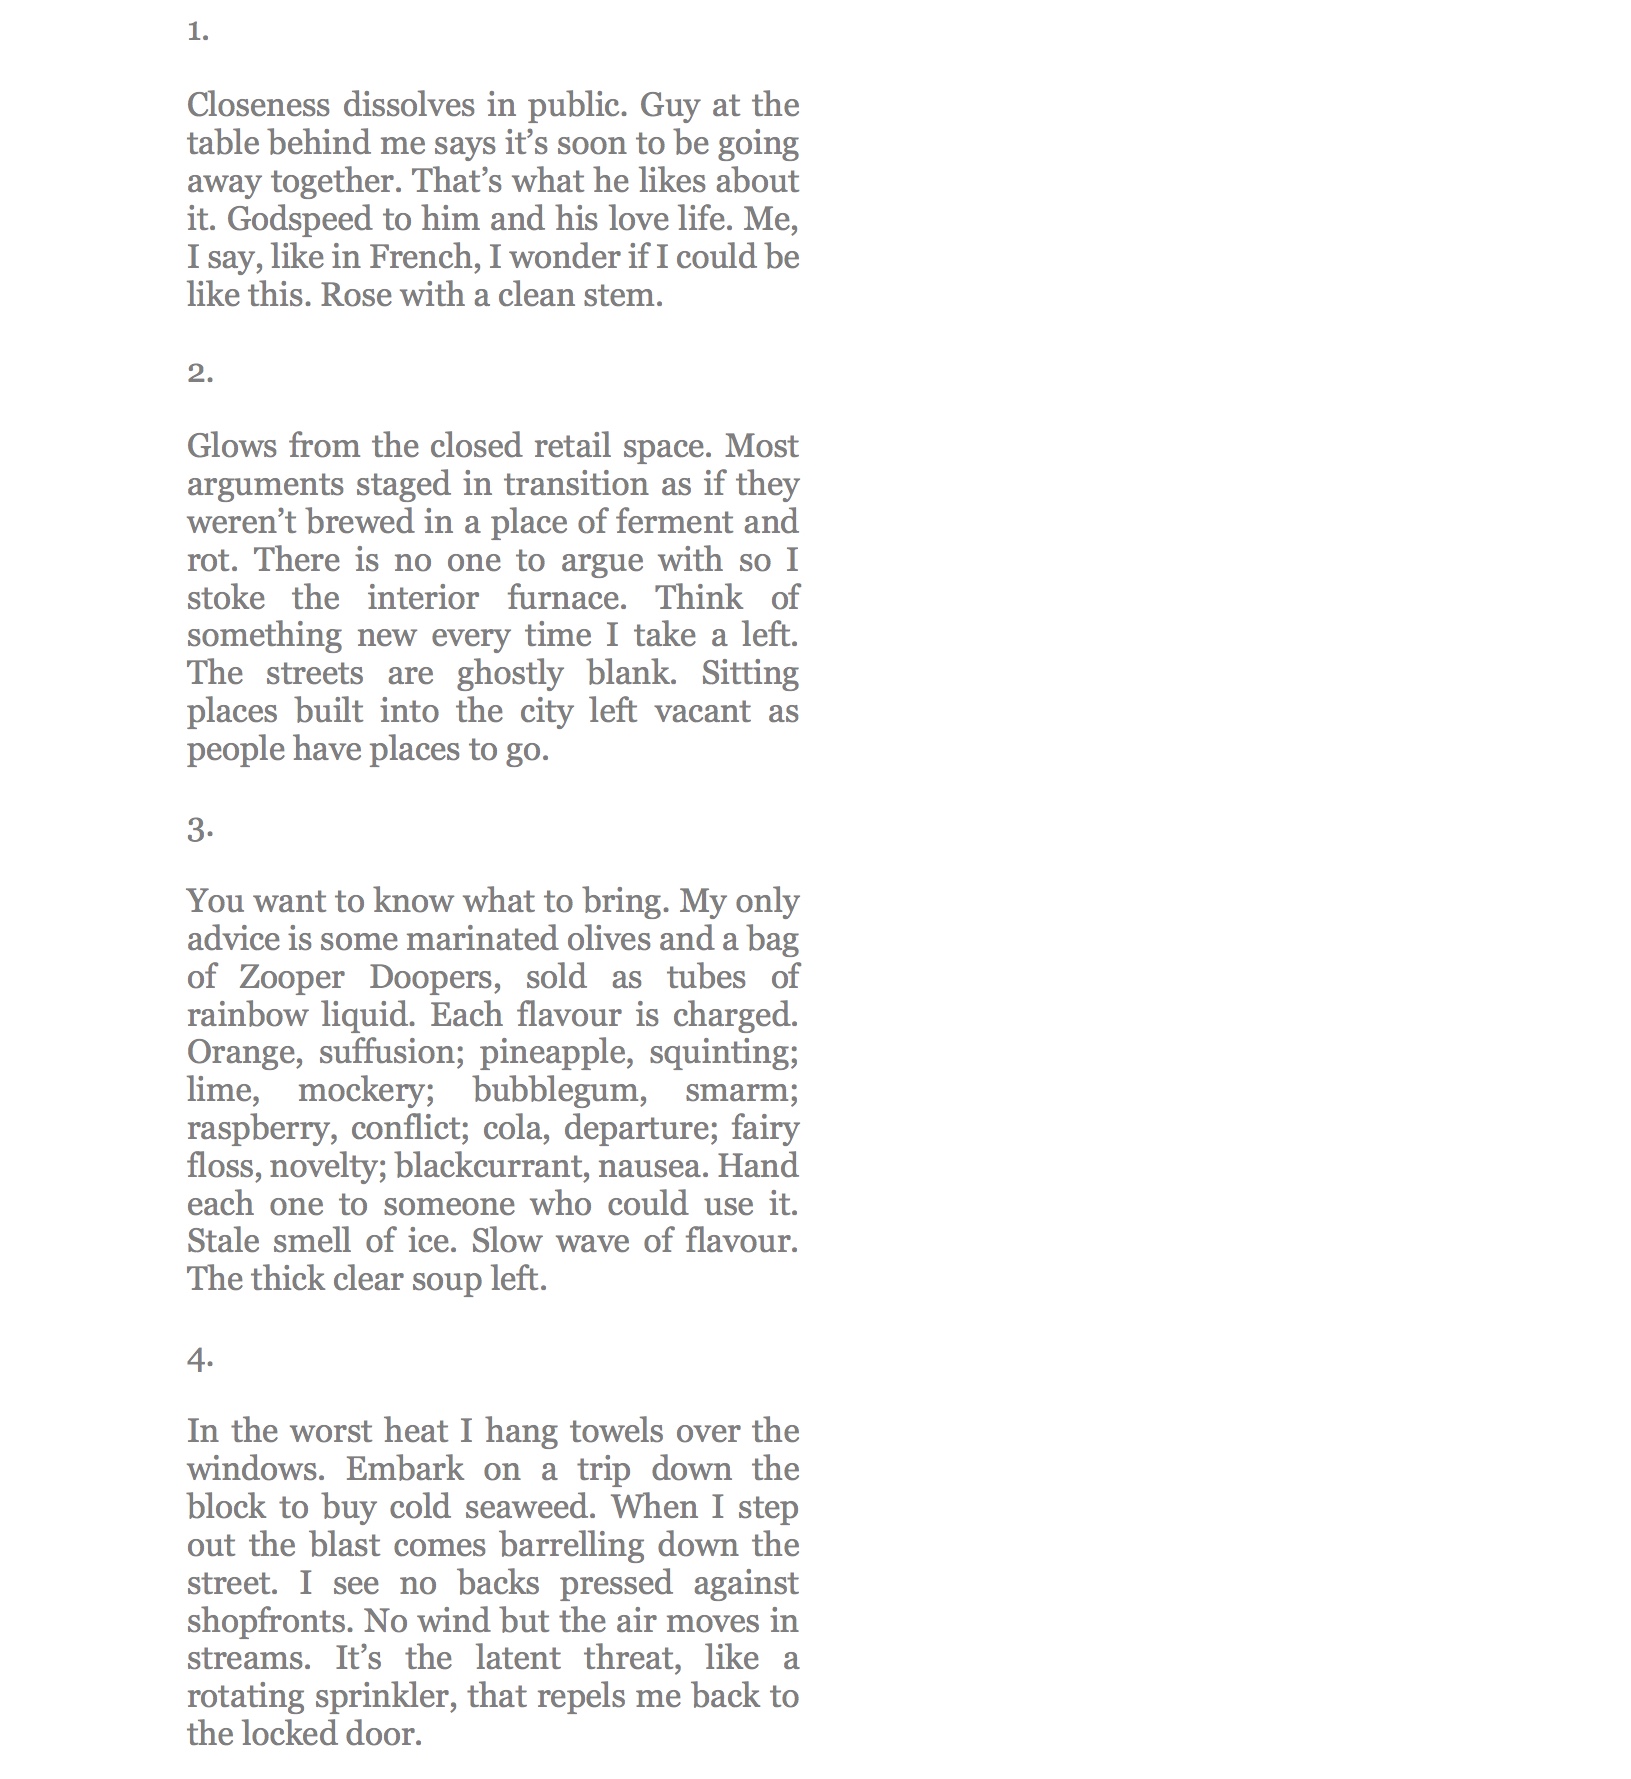 1.
Closeness dissolves in public. Guy at the
table behind me says it’s soon to be going
away together. That’s what he likes about
it. Godspeed to him and his love life. Me,
I say, like in French, I wonder if I could be
like this. Rose with a clean stem.
2.
Glows from the closed retail space. Most
arguments staged in transition as if they
weren’t brewed in a place of ferment and
rot. There is no one to argue with so I
stoke the interior furnace. Think of
something new every time I take a left.
The streets are ghostly blank. Sitting
places built into the city left vacant as
people have places to go.
3.
You want to know what to bring. My only
advice is some marinated olives and a bag
of Zooper Doopers, sold as tubes of
rainbow liquid. Each flavour is charged.
Orange, suffusion; pineapple, squinting;
lime, mockery; bubblegum, smarm;
raspberry, conflict; cola, departure; fairy
floss, novelty; blackcurrant, nausea. Hand
each one to someone who could use it.
Stale smell of ice. Slow wave of flavour.
The thick clear soup left.
4.
In the worst heat I hang towels over the
windows. Embark on a trip down the
block to buy cold seaweed. When I step
out the blast comes barrelling down the
street. I see no backs pressed against
shopfronts. No wind but the air moves in
streams. It’s the latent threat, like a
rotating sprinkler, that repels me back to
the locked door.